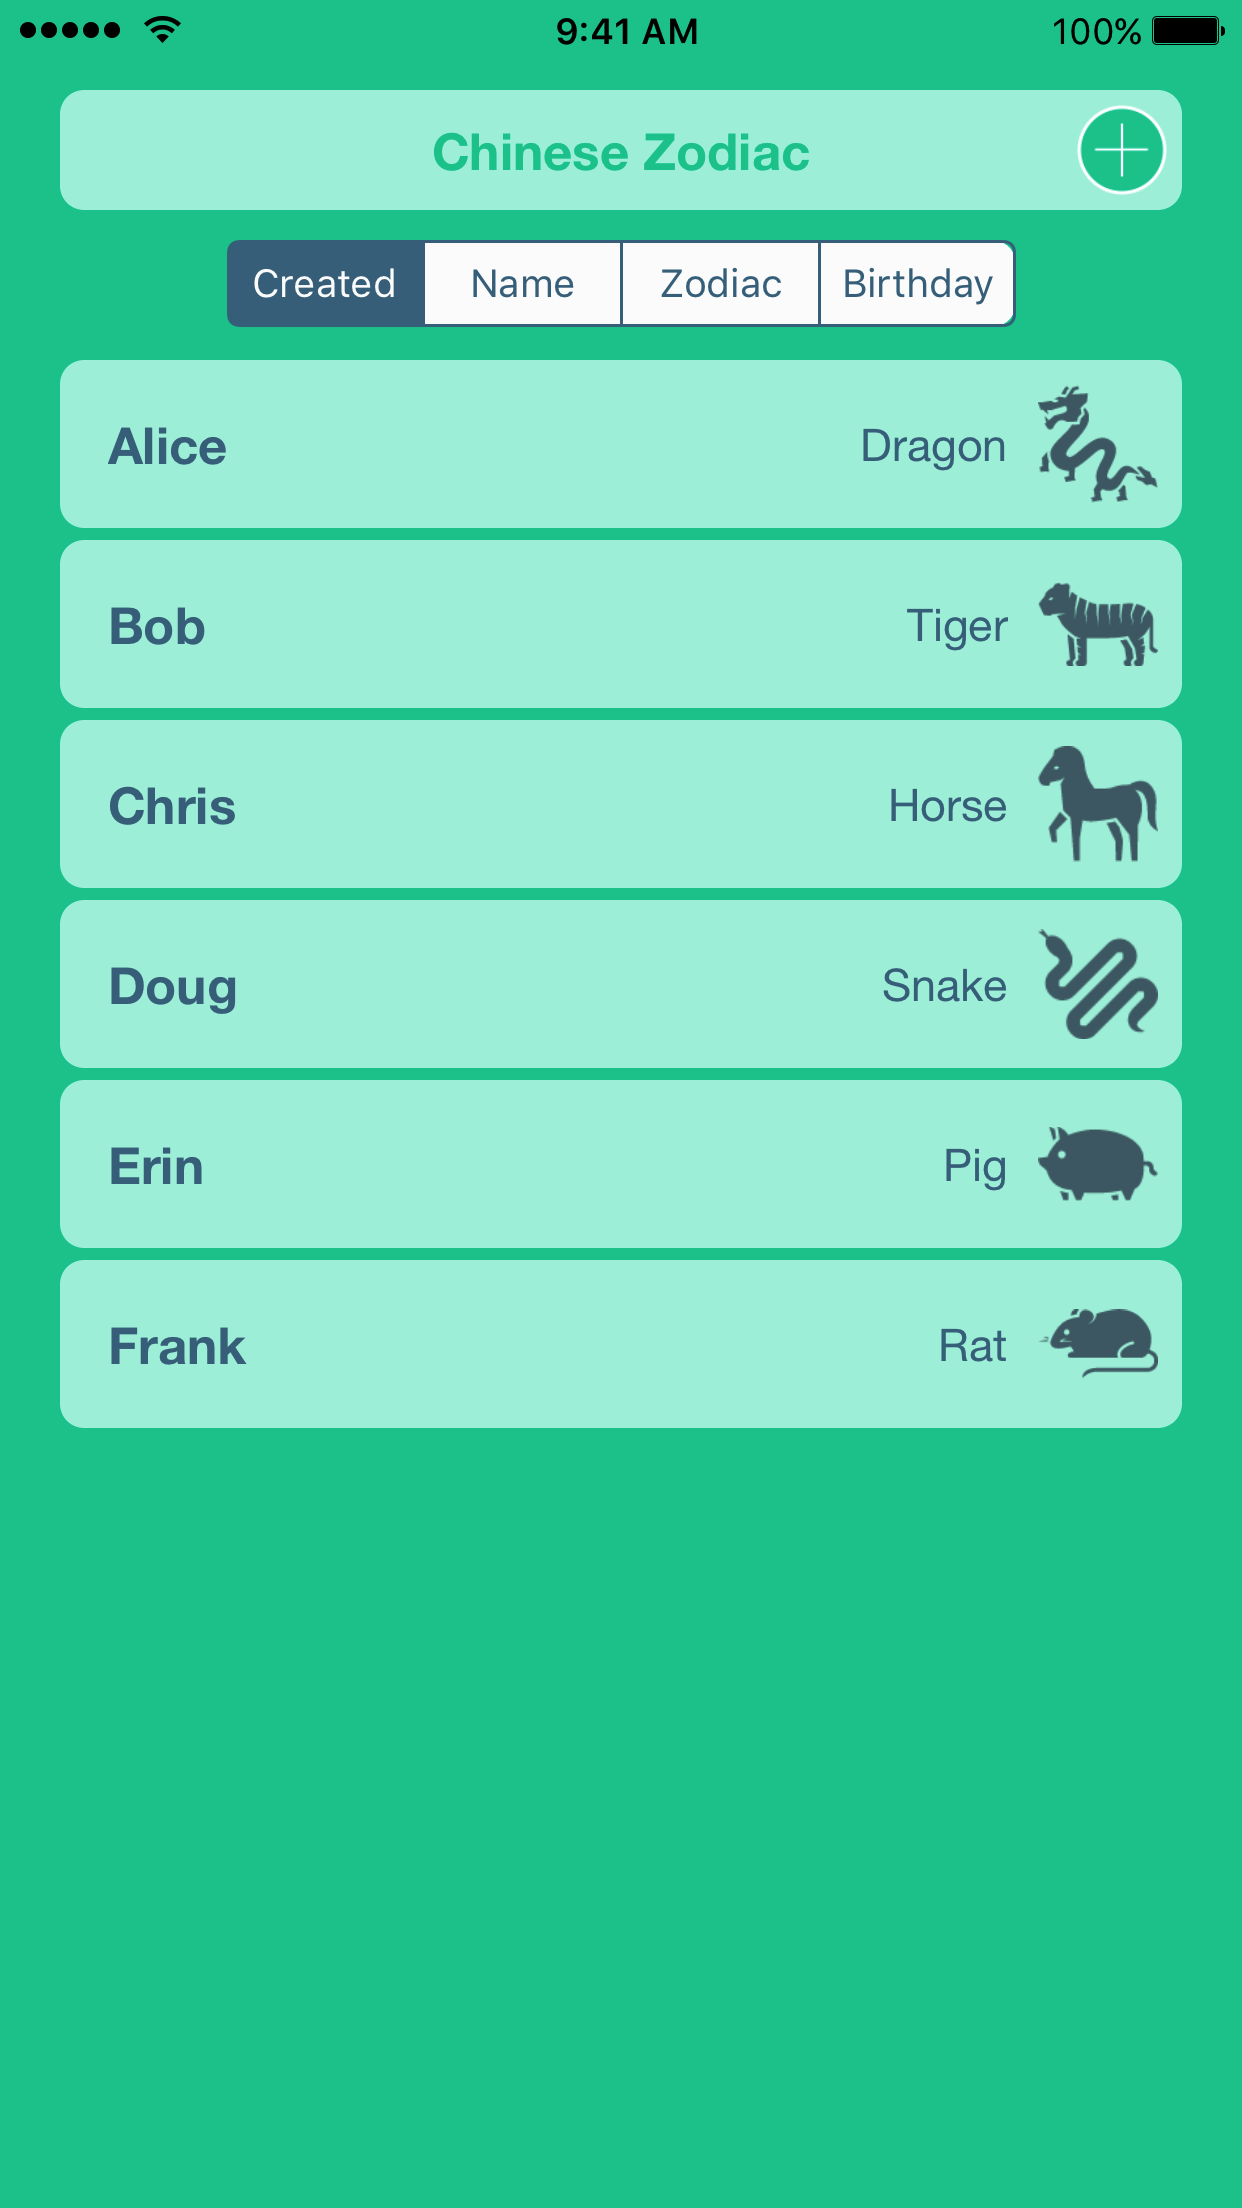 9:41 AM 100%
Chinese Zodiac
Created Name Zodiac Birthday
Alice Dragon
Bob Tiger
Chris Horse
Doug Snake
Erin Pig
Frank Rat